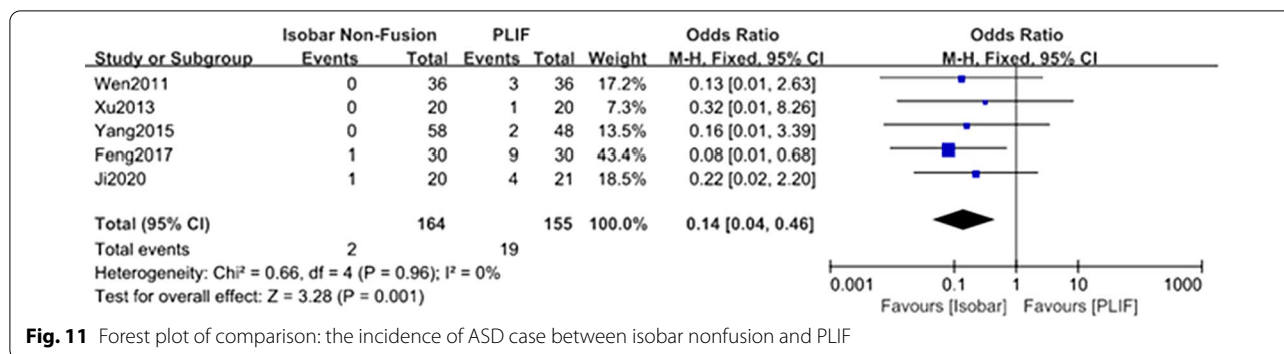 Isobar Non-Fusion PLIF Odds Ratio Odds Ratio
Study or Subgroup Events Total Events Total Weight M-H, Fixed, 95% CI M-H, Fixed, 95% CI
Wen2011 0 36 3 36 17.2% 0.13 [0.01, 2.63]
Xu2013 0 20 1 20 7.3% 0.32 [0.01, 8.26]
Yang2015 0 58 2 48 13.5% 0.16 [0.01, 3.39]
Feng2017 1 30 9 30 43.4% 0.08 [0.01, 0.68]
Ji2020 1 20 4 21 18.5% 0.22 [0.02, 2.20]
Total (95% CI) 164 155 100.0% 0.14 [0.04, 0.46]
Total events 2 19
Heterogeneity: Chi² = 0.66, df = 4 (P = 0.96); I² = 0%
Test for overall effect: Z = 3.28 (P = 0.001)
0.001 0.1 1 10 1000
Favours [Isobar] Favours [PLIF]
Fig. 11 Forest plot of comparison: the incidence of ASD case between isobar nonfusion and PLIF